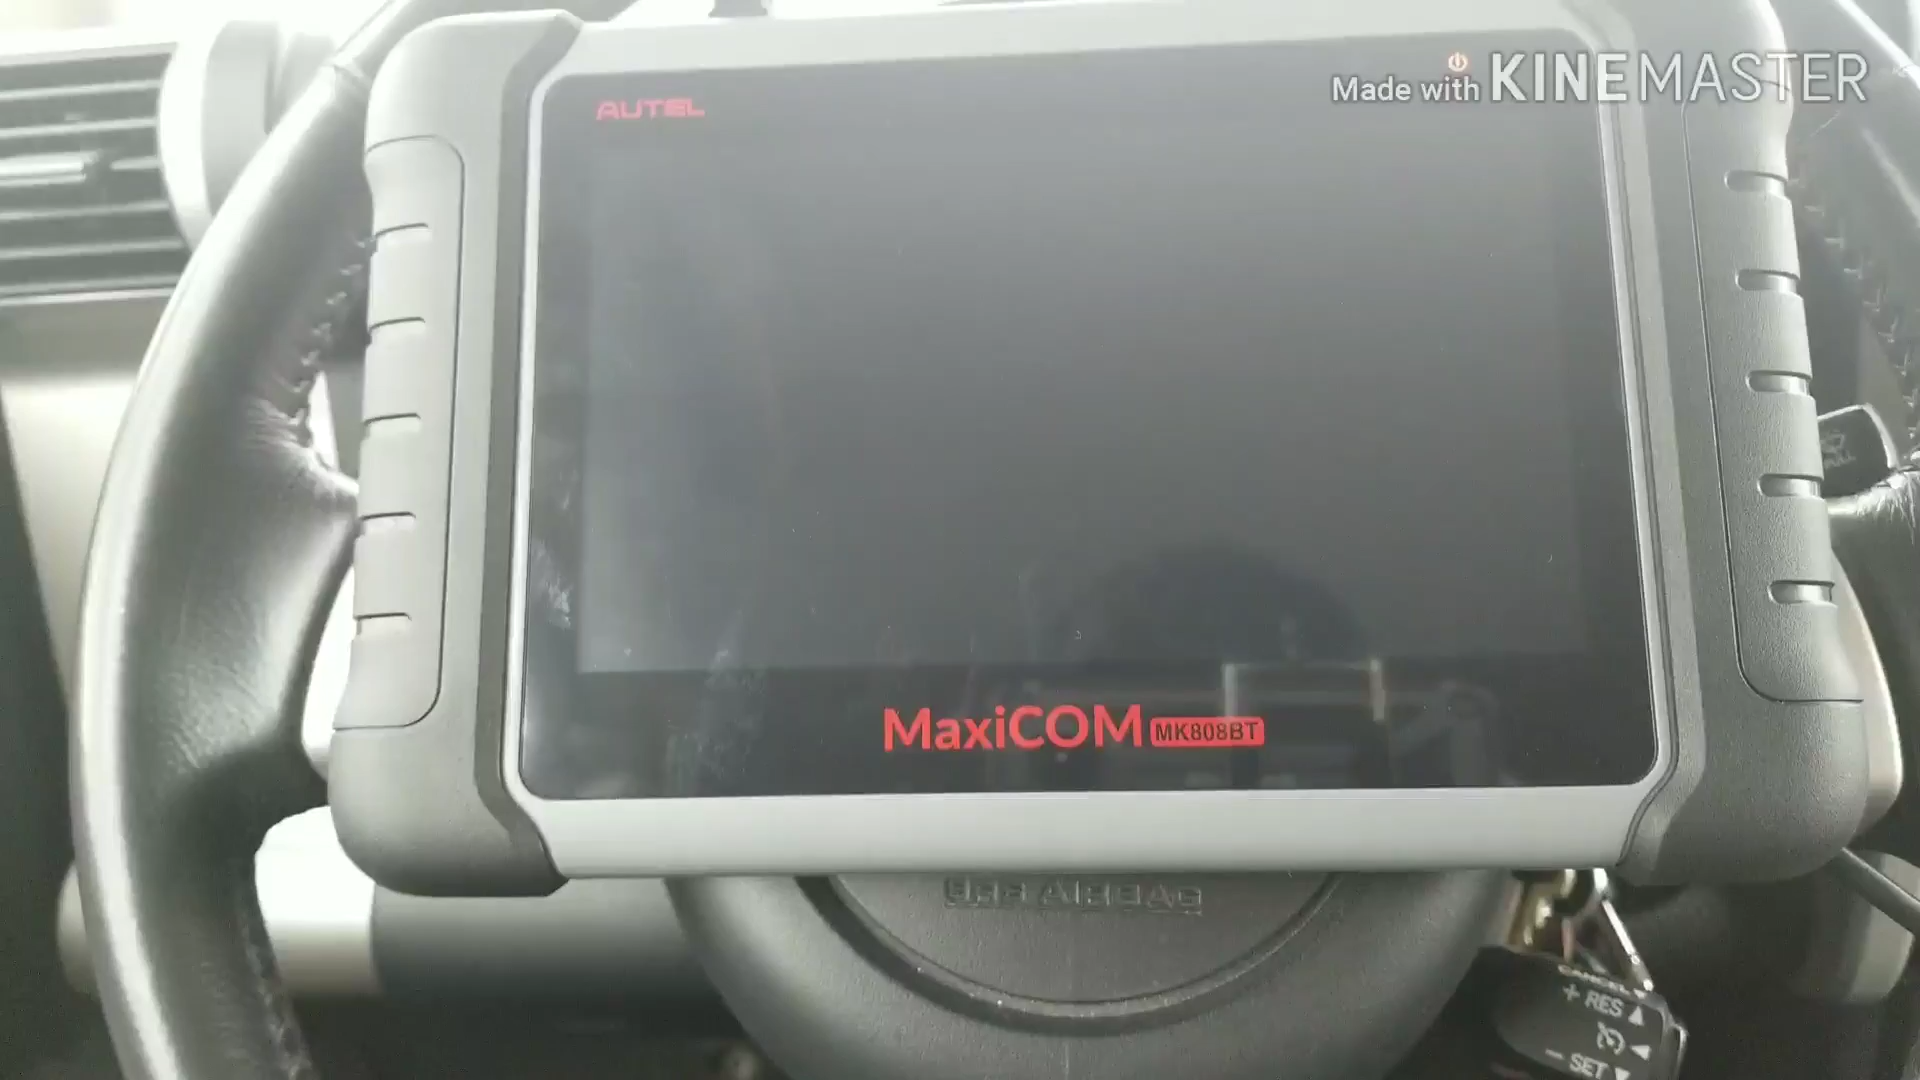 AUTEL
Made with KINEMASTER
MaxiCOM MK808BT
SRS AIRBAG
CANCEL
+ RES
- SET